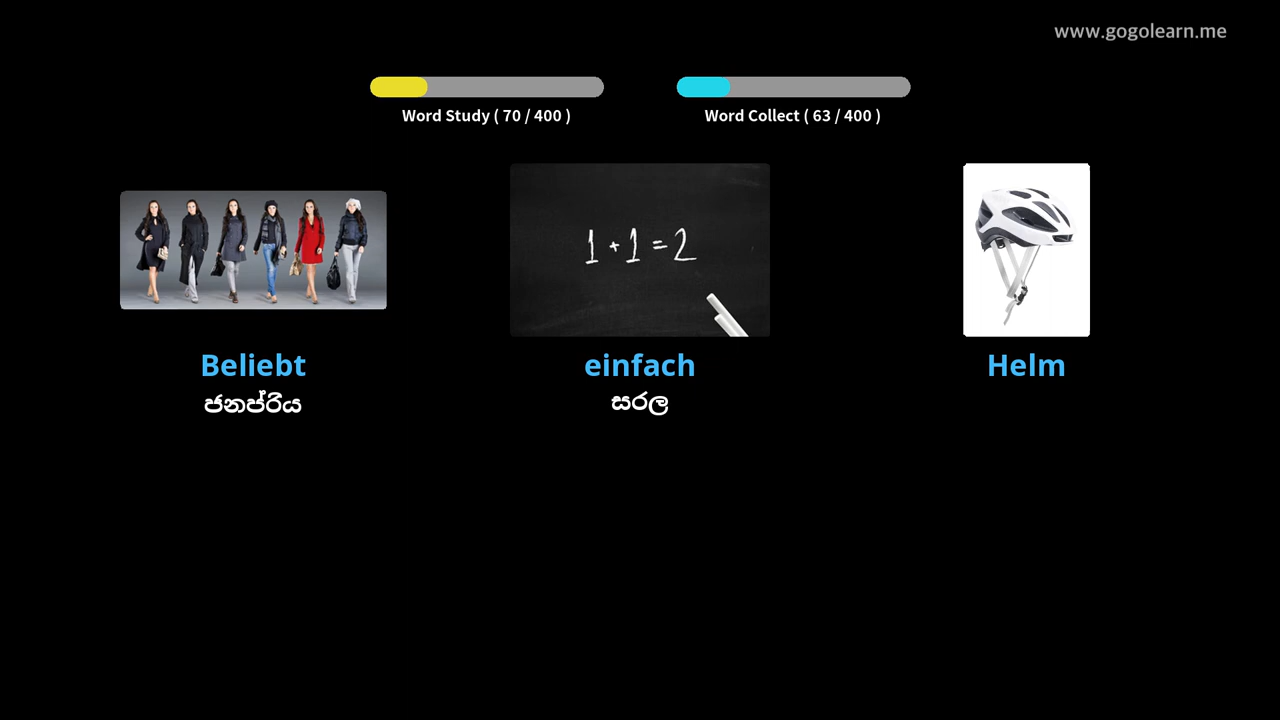 www.gogolearn.me
Word Study ( 70 / 400 )
Word Collect ( 63 / 400 )
1 + 1 = 2
Beliebt
einfach
Helm
ජනප්රිය
සරල